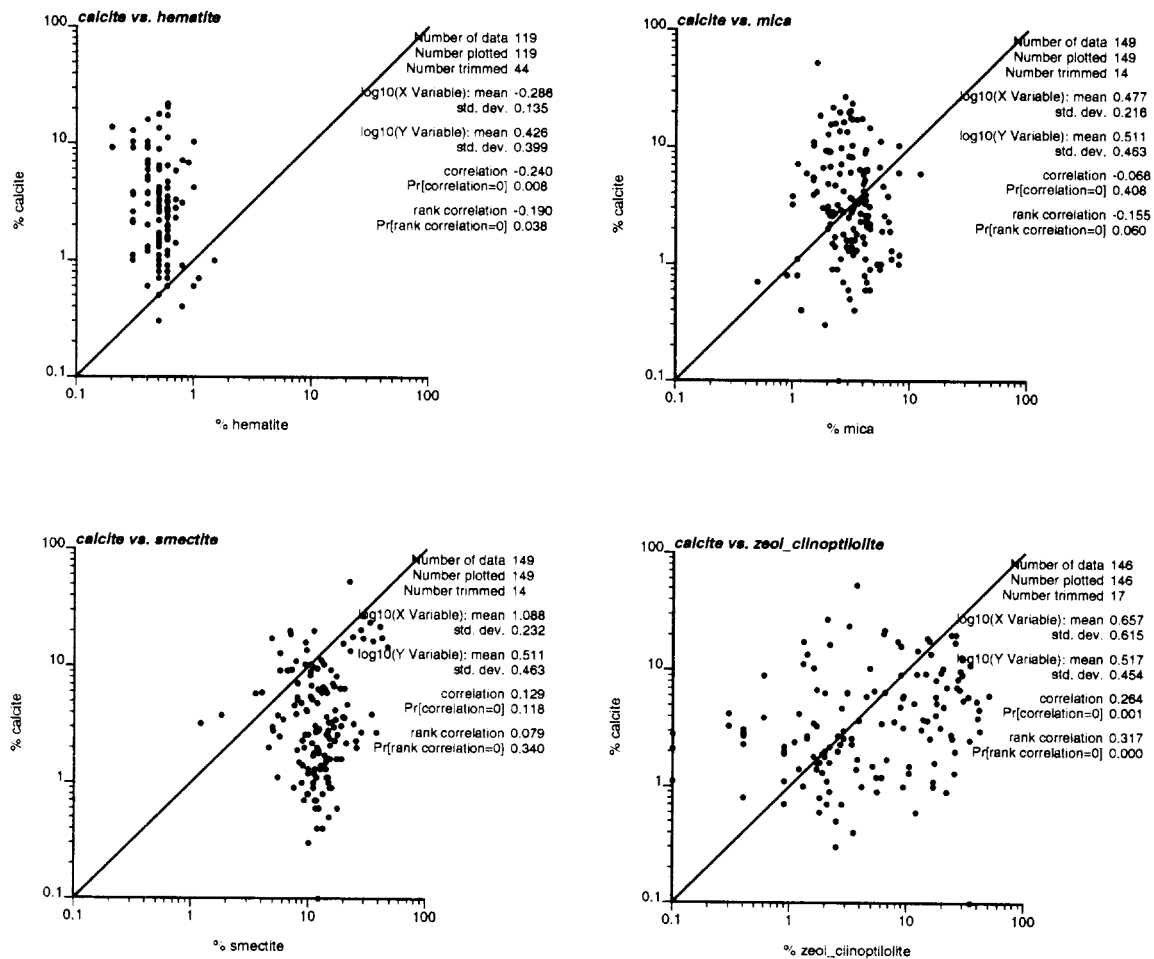 calcite vs. hematite
Number of data 119
Number plotted 119
Number trimmed 44
log10(X Variable): mean -0.286
std. dev. 0.135
log10(Y Variable): mean 0.426
std. dev. 0.399
correlation -0.240
Pr[correlation=0] 0.008
rank correlation -0.190
Pr[rank correlation=0] 0.038
100
10
1
0.1
% calcite
0.1 1 10 100
% hematite
calcite vs. mica
Number of data 149
Number plotted 149
Number trimmed 14
log10(X Variable): mean 0.477
std. dev. 0.216
log10(Y Variable): mean 0.511
std. dev. 0.463
correlation -0.068
Pr[correlation=0] 0.408
rank correlation -0.155
Pr[rank correlation=0] 0.060
100
10
1
0.1
% calcite
0.1 1 10 100
% mica
calcite vs. smectite
Number of data 149
Number plotted 149
Number trimmed 14
log10(X Variable): mean 1.088
std. dev. 0.232
log10(Y Variable): mean 0.511
std. dev. 0.463
correlation 0.129
Pr[correlation=0] 0.118
rank correlation 0.079
Pr[rank correlation=0] 0.340
100
10
1
0.1
% calcite
0.1 1 10 100
% smectite
calcite vs. zeol_clinoptilolite
Number of data 146
Number plotted 146
Number trimmed 17
log10(X Variable): mean 0.657
std. dev. 0.615
log10(Y Variable): mean 0.517
std. dev. 0.454
correlation 0.264
Pr[correlation=0] 0.001
rank correlation 0.317
Pr[rank correlation=0] 0.000
100
10
1
0.1
% calcite
0.1 1 10 100
% zeol_clinoptilolite